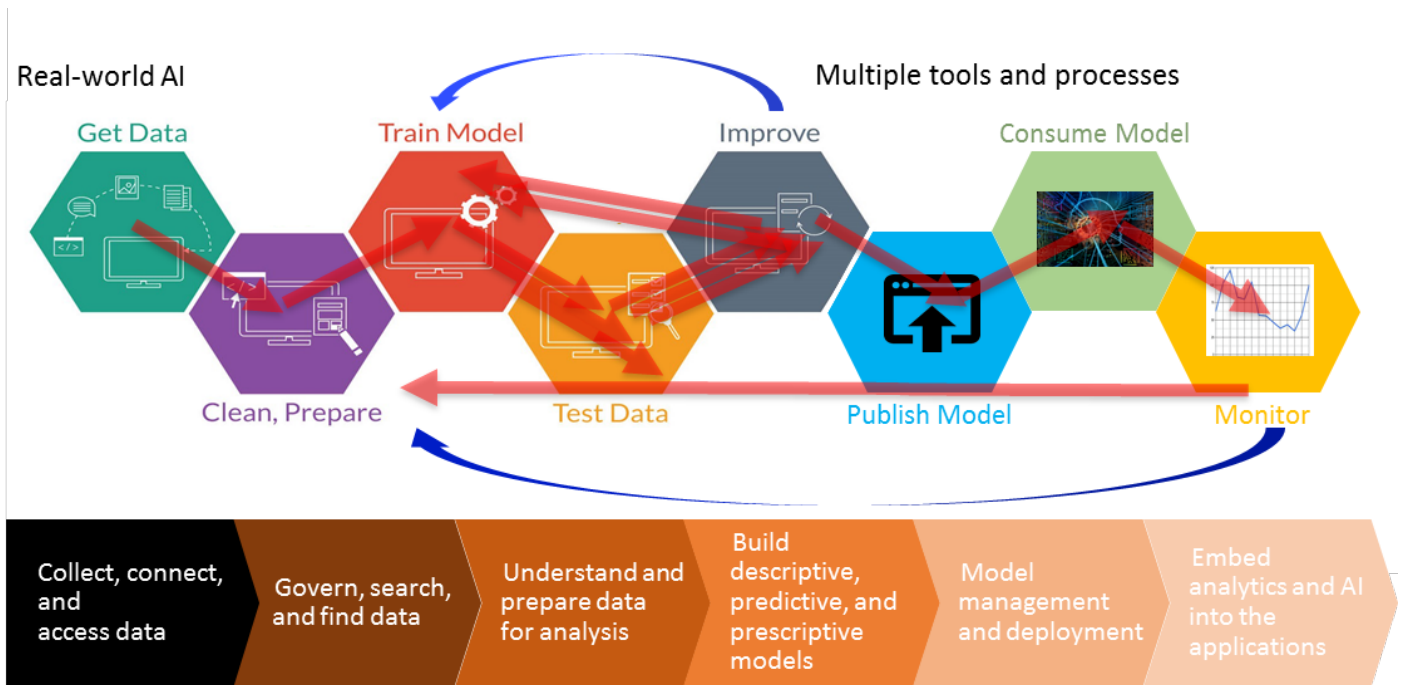 Real-world AI
Multiple tools and processes
Get Data
Train Model
Improve
Consume Model
</>
</>
Clean, Prepare
Test Data
Publish Model
Monitor
Collect, connect,
and
access data
Govern, search,
and find data
Understand and
prepare data
for analysis
Build
descriptive,
predictive, and
prescriptive
models
Model
management
and deployment
Embed
analytics and AI
into the
applications